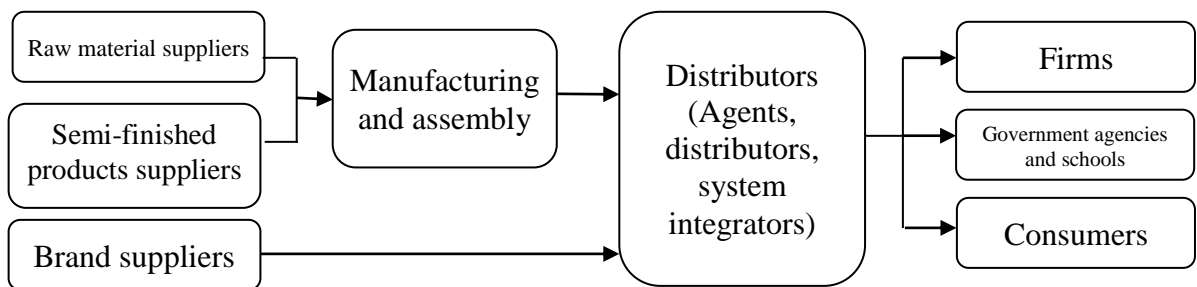 Raw material suppliers
Semi-finished
products suppliers
Brand suppliers
Manufacturing
and assembly
Distributors
(Agents,
distributors,
system
integrators)
Firms
Government agencies
and schools
Consumers